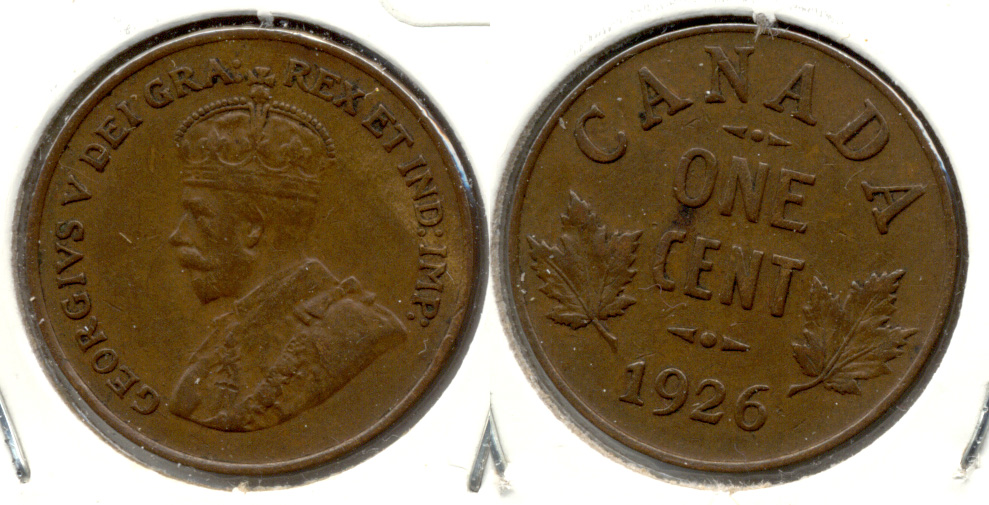 GEORGIVS V DEI GRA: REX ET IND: IMP:
CANADA
ONE
CENT
1926